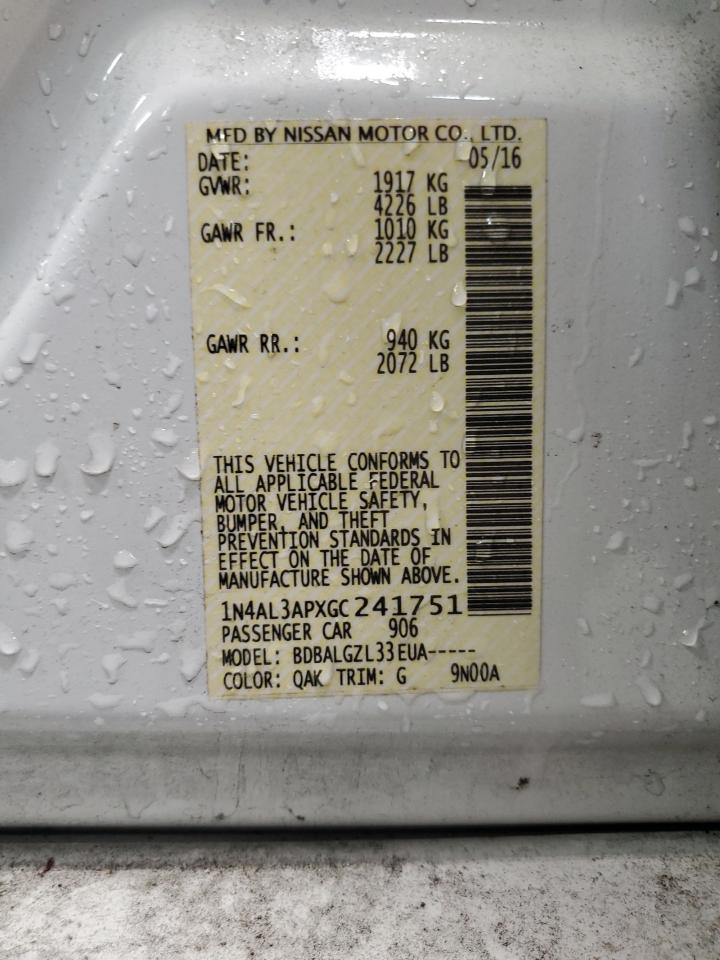 MFD BY NISSAN MOTOR CO., LTD.
DATE: 05/16
GVWR: 1917 KG
4226 LB
GAWR FR.: 1010 KG
2227 LB
GAWR RR.: 940 KG
2072 LB
THIS VEHICLE CONFORMS TO
ALL APPLICABLE FEDERAL
MOTOR VEHICLE SAFETY,
BUMPER, AND THEFT
PREVENTION STANDARDS IN
EFFECT ON THE DATE OF
MANUFACTURE SHOWN ABOVE.
1N4AL3APXGC241751
PASSENGER CAR 906
MODEL: BDBALGZL33EUA-----
COLOR: QAK TRIM: G 9N00A